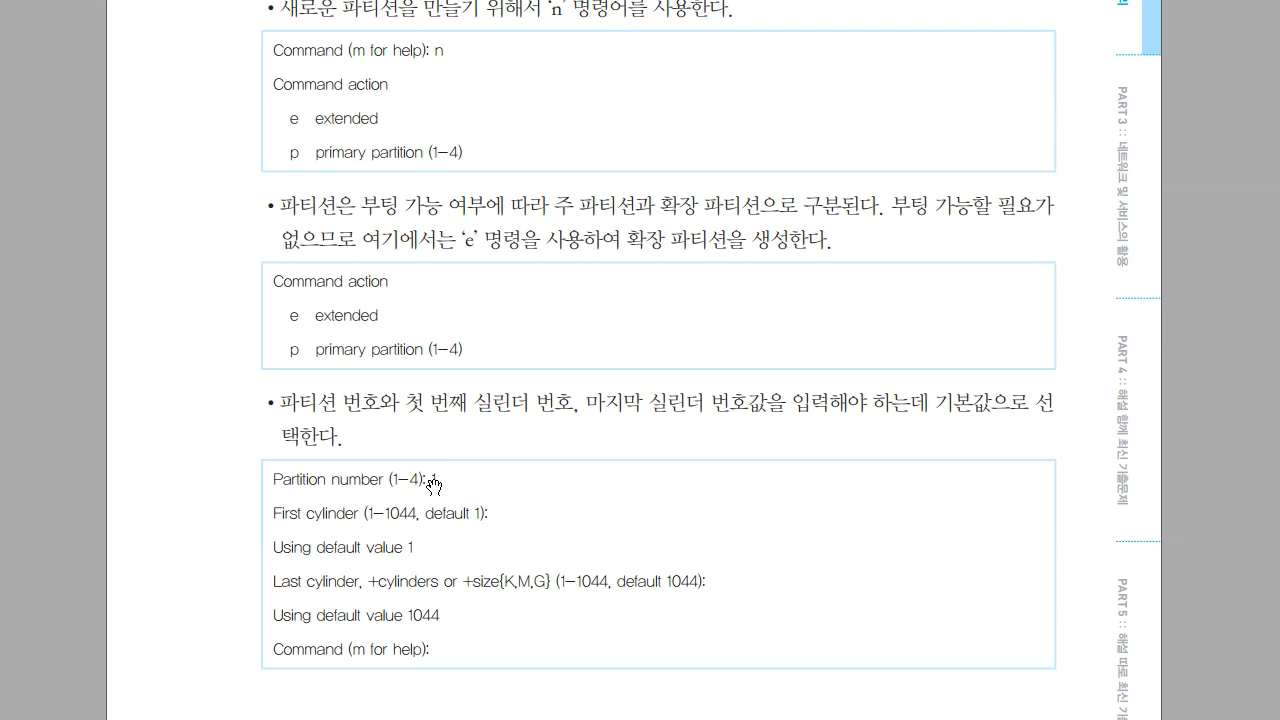 • 새로운 파티션을 만들기 위해서 ‘n’ 명령어를 사용한다.
Command (m for help): n
Command action
e extended
p primary partition (1-4)
• 파티션은 부팅 가능 여부에 따라 주 파티션과 확장 파티션으로 구분된다. 부팅 가능할 필요가
없으므로 여기에서는 ‘e’ 명령을 사용하여 확장 파티션을 생성한다.
Command action
e extended
p primary partition (1-4)
• 파티션 번호와 첫 번째 실린더 번호, 마지막 실린더 번호값을 입력해야 하는데 기본값으로 선
택한다.
Partition number (1-4): 1
First cylinder (1-1044, default 1):
Using default value 1
Last cylinder, +cylinders or +size{K,M,G} (1-1044, default 1044):
Using default value 1044
Command (m for help):
PART 3 :: 네트워크 및 서비스의 활용
PART 4 :: 해설 함께 최신 기출문제
PART 5 :: 해설 따로 최신